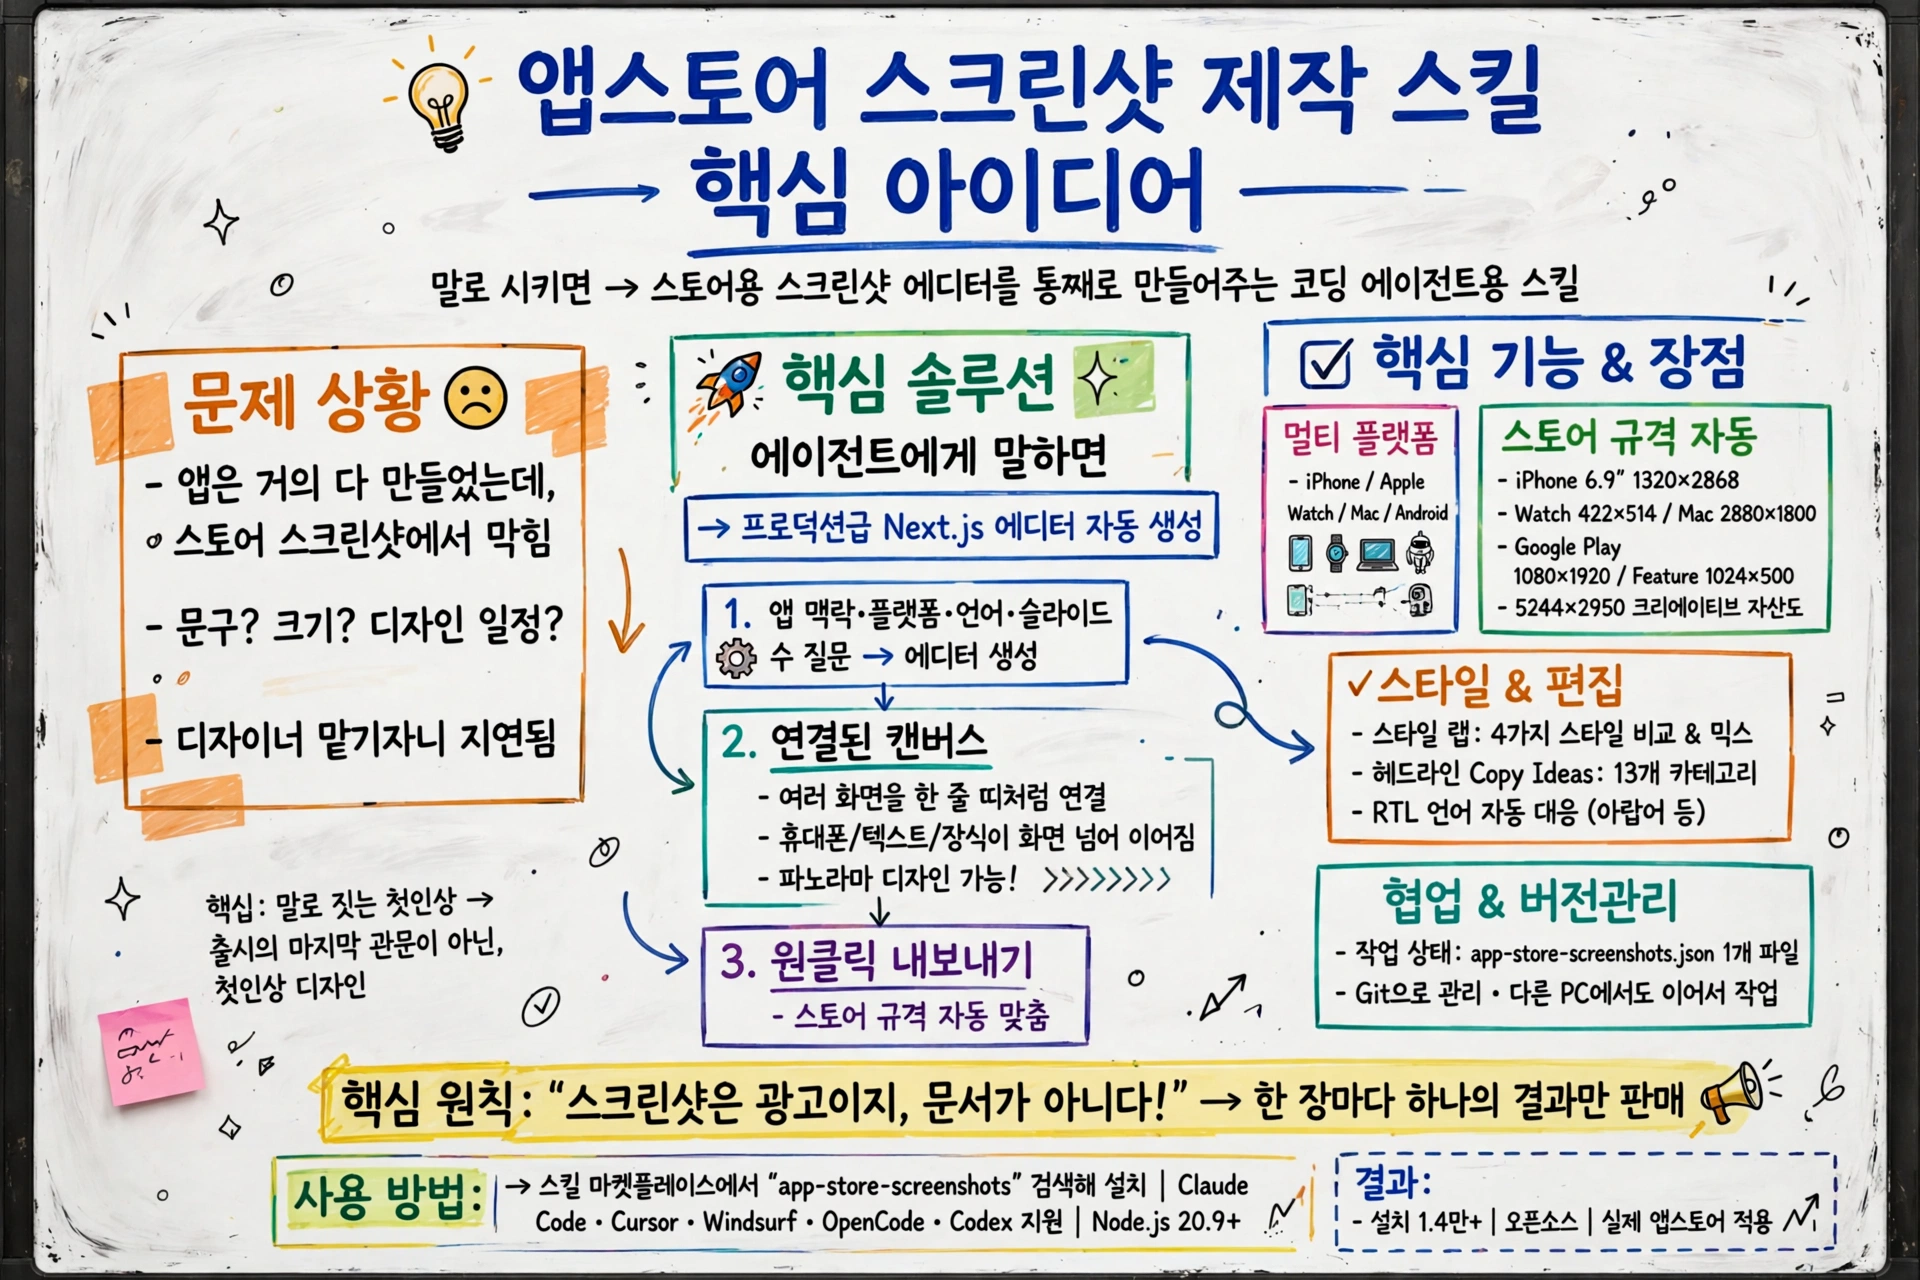 앱스토어 스크린샷 제작 스킬
핵심 아이디어
말로 시키면 → 스토어용 스크린샷 에디터를 통째로 만들어주는 코딩 에이전트용 스킬
문제 상황
- 앱은 거의 다 만들었는데,
스토어 스크린샷에서 막힘
- 문구? 크기? 디자인 일정?
- 디자이너 맡기자니 지연됨
핵십: 말로 짓는 첫인상 →
출시의 마지막 관문이 아닌,
첫인상 디자인
핵심 솔루션
에이전트에게 말하면
→ 프로덕션급 Next.js 에디터 자동 생성
1. 앱 맥락·플랫폼·언어·슬라이드
수 질문 → 에디터 생성
2. 연결된 캔버스
- 여러 화면을 한 줄 띠처럼 연결
- 휴대폰/텍스트/장식이 화면 넘어 이어짐
- 파노라마 디자인 가능!
3. 원클릭 내보내기
- 스토어 규격 자동 맞춤
핵심 기능 & 장점
멀티 플랫폼
- iPhone / Apple
Watch / Mac / Android
스토어 규격 자동
- iPhone 6.9" 1320×2868
- Watch 422×514 / Mac 2880×1800
- Google Play
1080×1920 / Feature 1024×500
- 5244×2950 크리에이티브 자산도
✓스타일 & 편집
- 스타일 랩: 4가지 스타일 비교 & 믹스
- 헤드라인 Copy Ideas: 13개 카테고리
- RTL 언어 자동 대응 (아랍어 등)
협업 & 버전관리
- 작업 상태: app-store-screenshots.json 1개 파일
- Git으로 관리 · 다른 PC에서도 이어서 작업
핵심 원칙: “스크린샷은 광고이지, 문서가 아니다!” → 한 장마다 하나의 결과만 판매
사용 방법:
→ 스킬 마켓플레이스에서 “app-store-screenshots” 검색해 설치 | Claude
Code · Cursor · Windsurf · OpenCode · Codex 지원 | Node.js 20.9+
결과:
- 설치 1.4만+ | 오픈소스 | 실제 앱스토어 적용